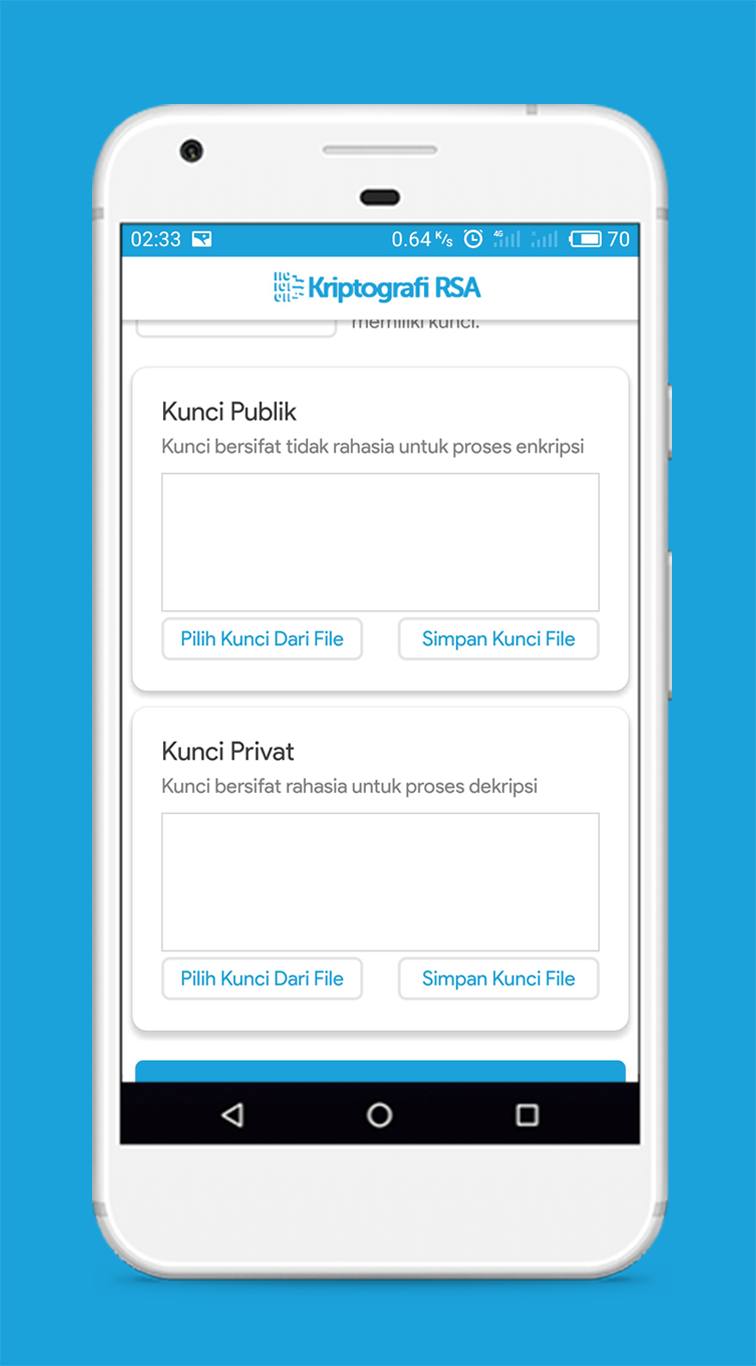 02:33 0.64 K/s 4G 70
Kriptografi RSA
memiliki kunci.
Kunci Publik
Kunci bersifat tidak rahasia untuk proses enkripsi
Pilih Kunci Dari File Simpan Kunci File
Kunci Privat
Kunci bersifat rahasia untuk proses dekripsi
Pilih Kunci Dari File Simpan Kunci File